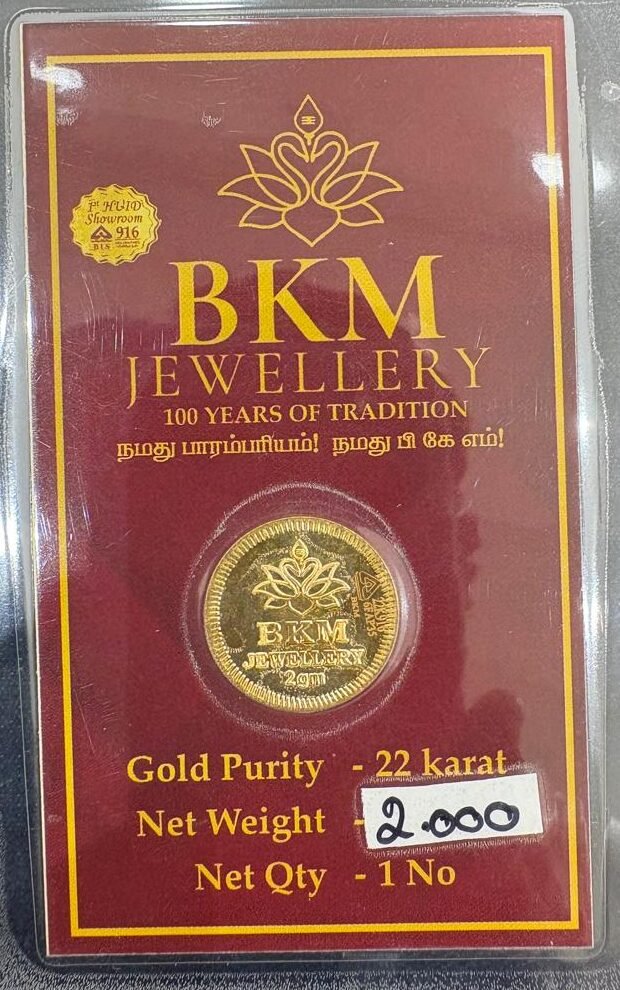 1st HUID
Showroom
916
BIS
BKM
JEWELLERY
100 YEARS OF TRADITION
நமது பாரம்பரியம்! நமது பி கே எம்!
BKM
JEWELLERY
2gm
Gold Purity - 22 karat
Net Weight - 2.000
Net Qty - 1 No